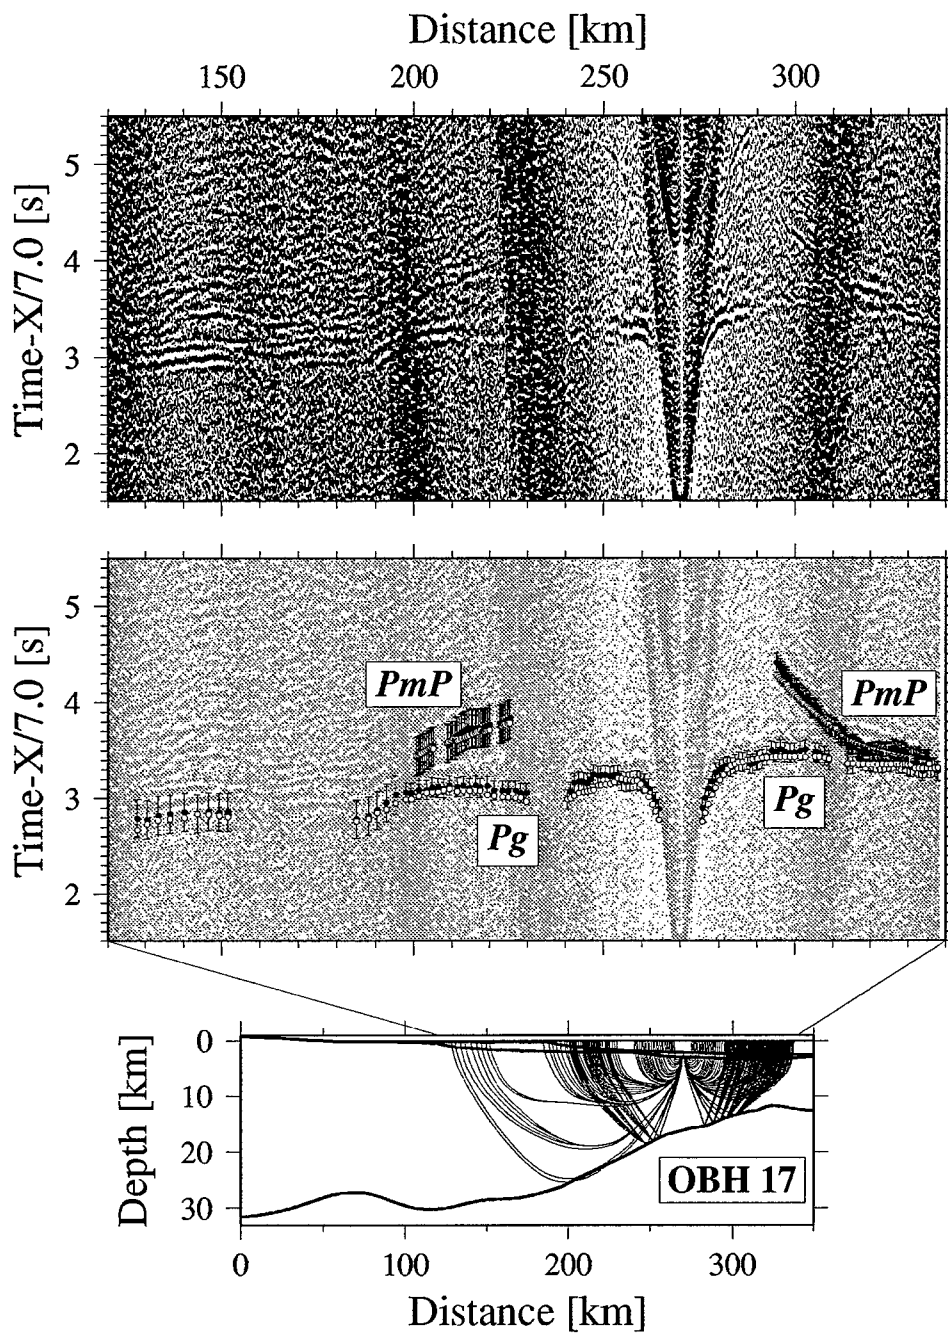 Distance [km]
150 200 250 300
Time-X/7.0 [s]
5
4
3
2
Time-X/7.0 [s]
5
4
3
2
PmP
PmP
Pg
Pg
Depth [km]
0
10
20
30
OBH 17
0 100 200 300
Distance [km]